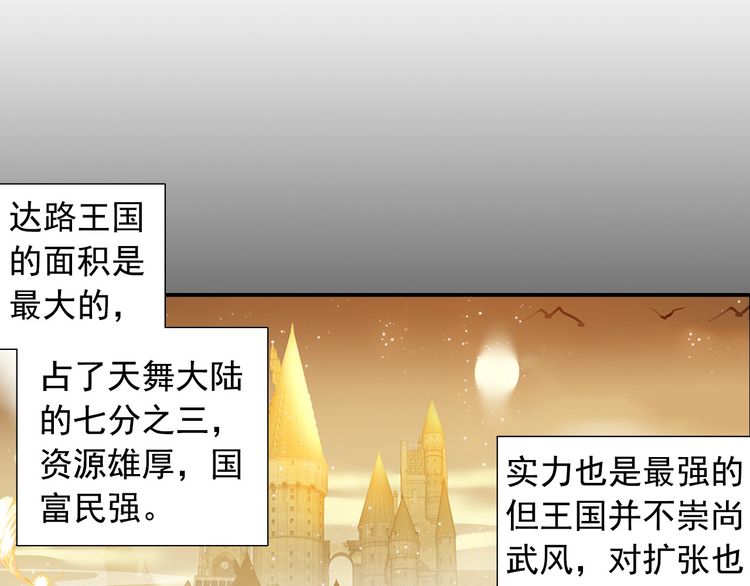 达路王国
的面积是
最大的，
占了天舞大陆
的七分之三，
资源雄厚，国
富民强。
实力也是最强的
但王国并不崇尚
武风，对扩张也